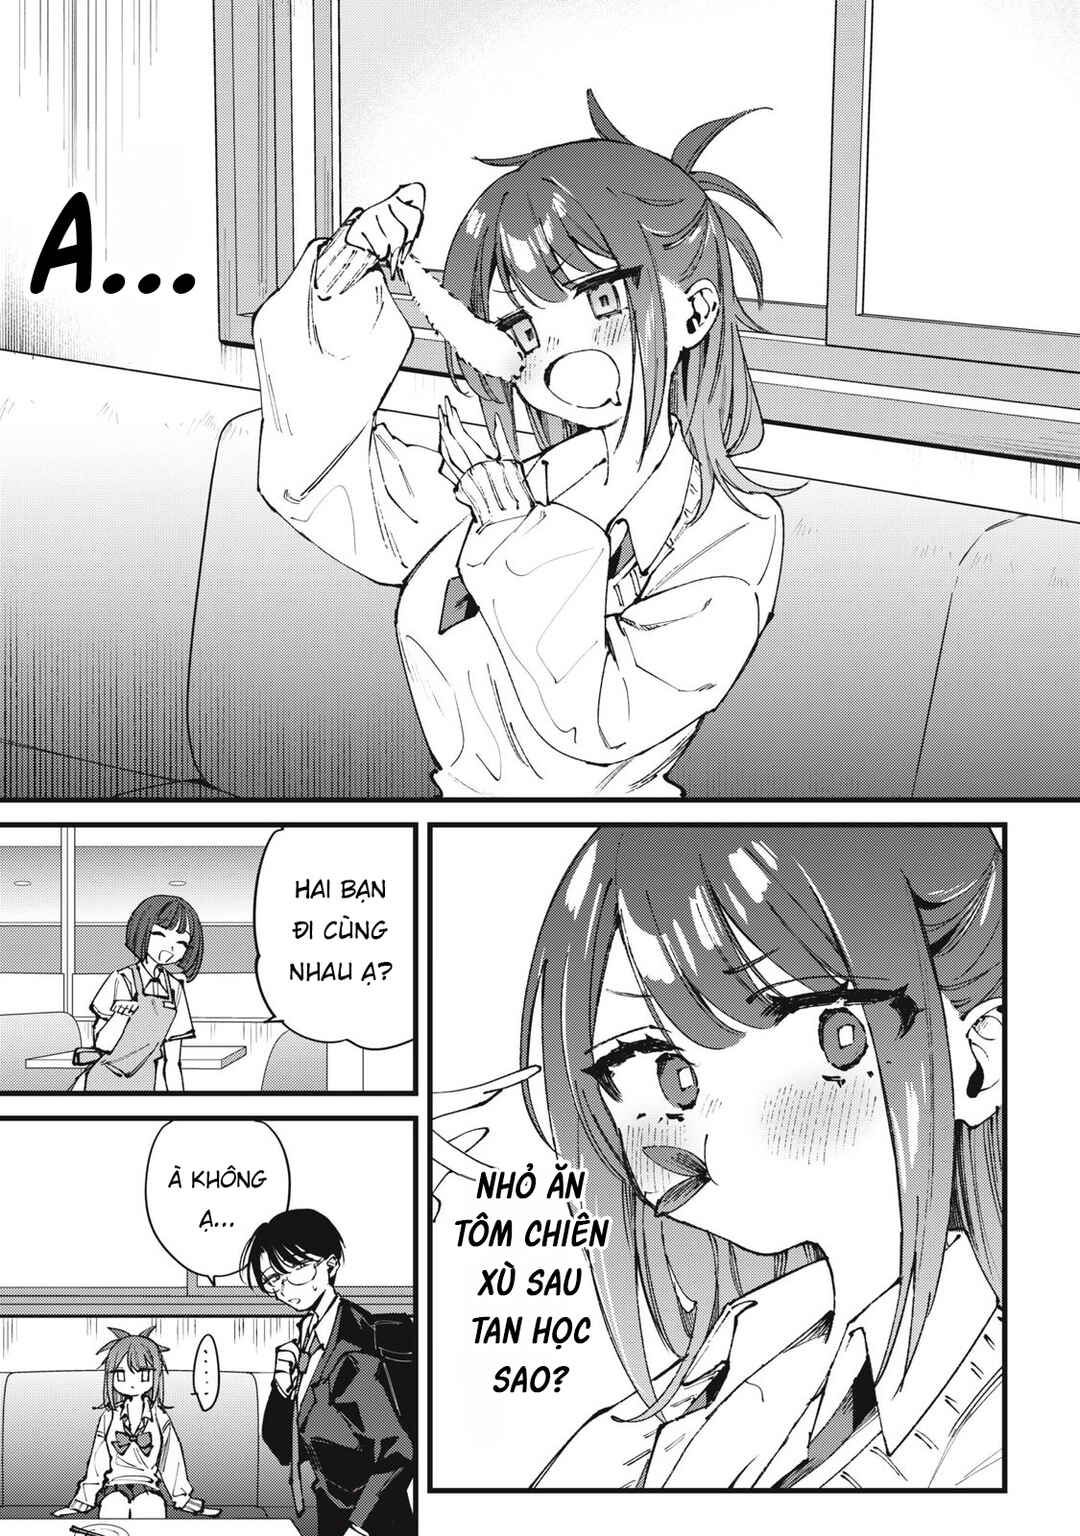 A...
NHỎ ĂN
TÔM CHIÊN
XÙ SAU
TAN HỌC
SAO?
HAI BẠN
ĐI CÙNG
NHAU Ạ?
À KHÔNG
Ạ...
....